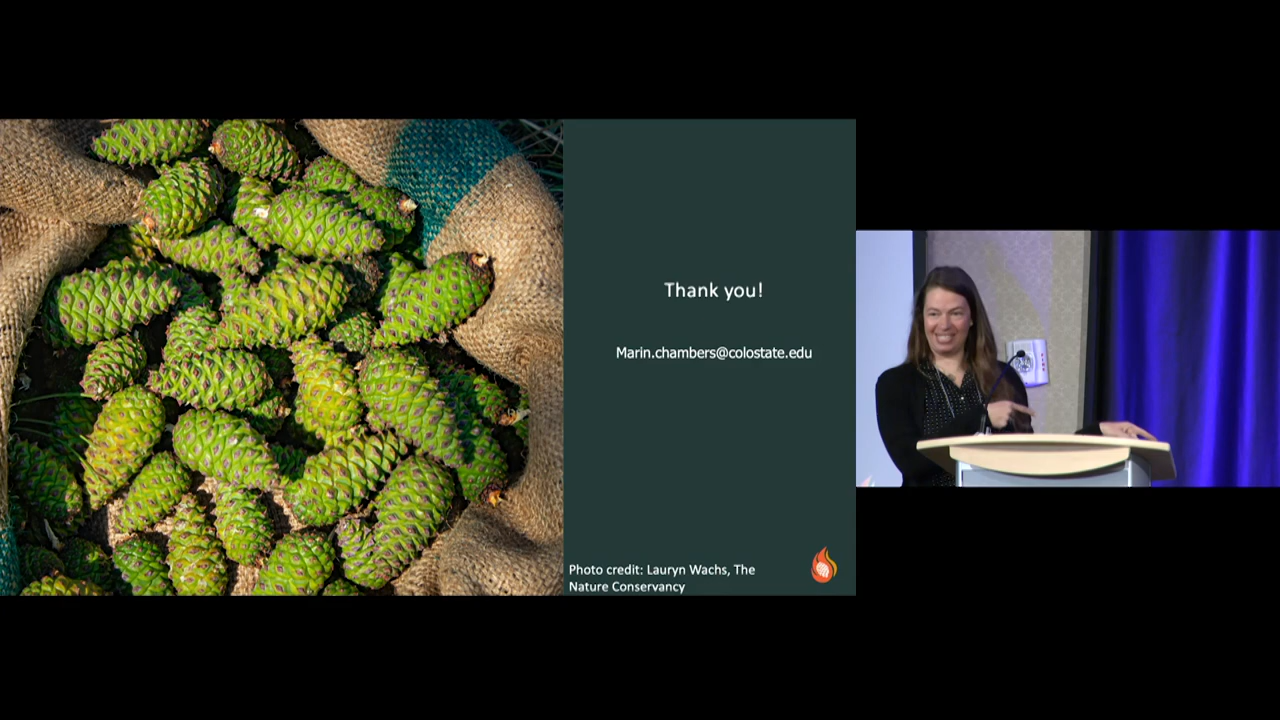 Thank you!
Marin.chambers@colostate.edu
Photo credit: Lauryn Wachs, The
Nature Conservancy